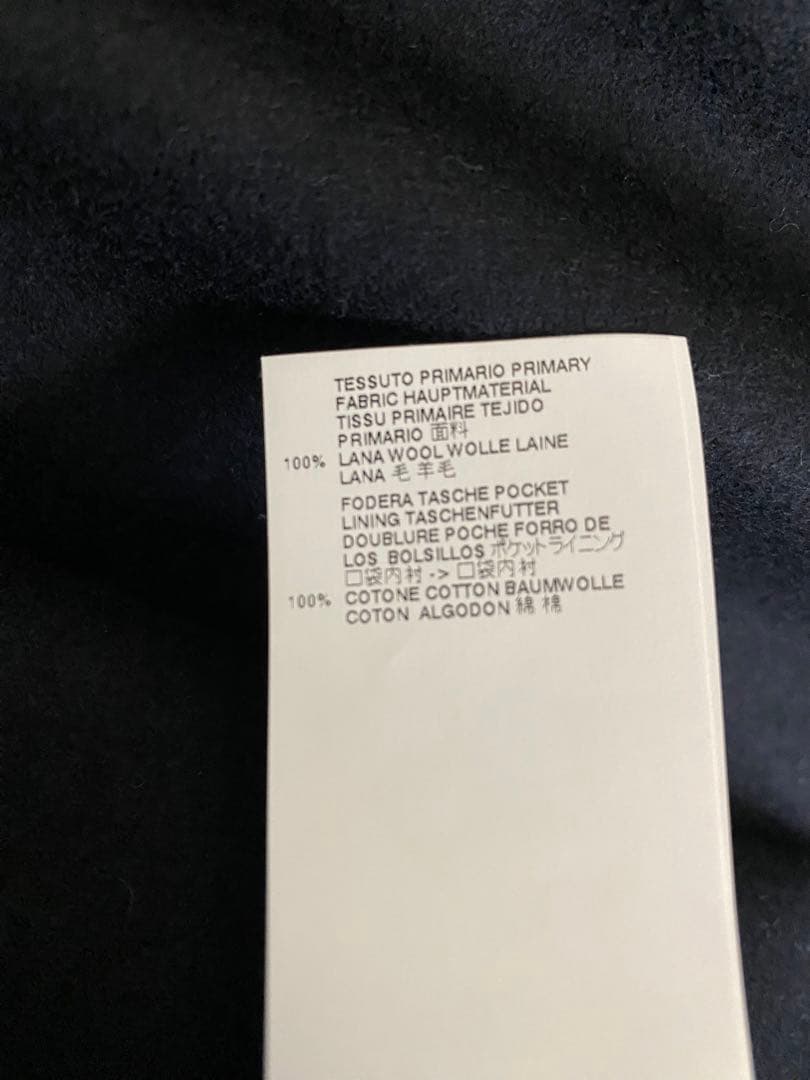 TESSUTO PRIMARIO PRIMARY
FABRIC HAUPTMATERIAL
TISSU PRIMAIRE TEJIDO
PRIMARIO 面料
100% LANA WOOL WOLLE LAINE
LANA 毛 羊毛
FODERA TASCHE POCKET
LINING TASCHENFUTTER
DOUBLURE POCHE FORRO DE
LOS BOLSILLOS ポケットライニング
口袋内衬 -> 口袋内衬
100% COTONE COTTON BAUMWOLLE
COTON ALGODON 綿 棉